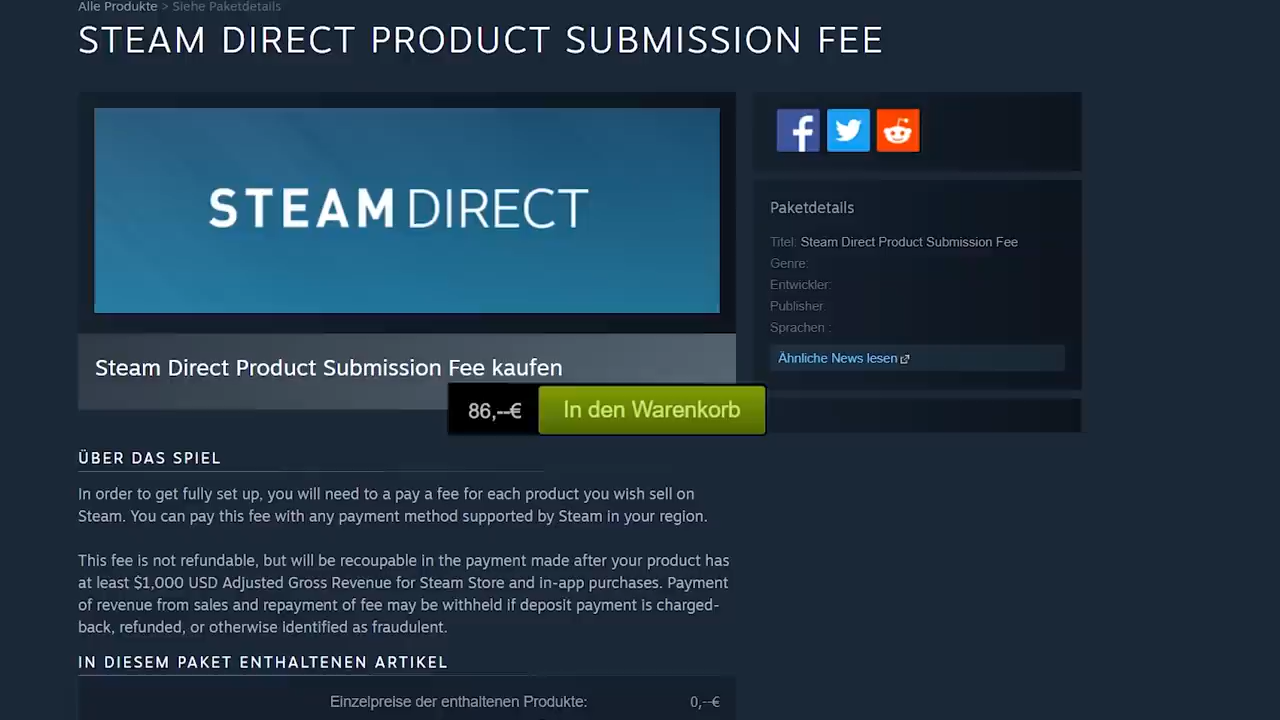 Alle Produkte > Siehe Paketdetails
STEAM DIRECT PRODUCT SUBMISSION FEE
STEAM DIRECT
Steam Direct Product Submission Fee kaufen
86,--€ In den Warenkorb
ÜBER DAS SPIEL
In order to get fully set up, you will need to a pay a fee for each product you wish sell on
Steam. You can pay this fee with any payment method supported by Steam in your region.
This fee is not refundable, but will be recoupable in the payment made after your product has
at least $1,000 USD Adjusted Gross Revenue for Steam Store and in-app purchases. Payment
of revenue from sales and repayment of fee may be withheld if deposit payment is charged-
back, refunded, or otherwise identified as fraudulent.
IN DIESEM PAKET ENTHALTENEN ARTIKEL
Einzelpreise der enthaltenen Produkte: 0,--€
Paketdetails
Titel: Steam Direct Product Submission Fee
Genre:
Entwickler:
Publisher:
Sprachen :
Ähnliche News lesen